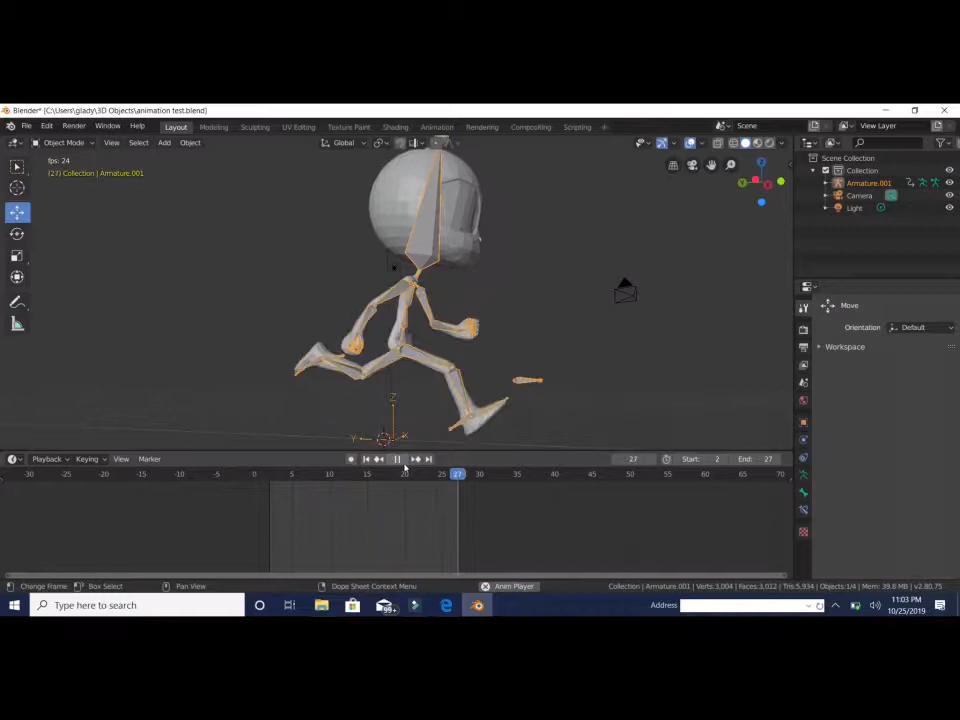 Blender* [C:\Users\glady\3D Objects\animation test.blend]
File Edit Render Window Help Layout Modeling Sculpting UV Editing Texture Paint Shading Animation Rendering Compositing Scripting + Scene View Layer
Object Mode View Select Add Object Global
fps: 24
(27) Collection | Armature.001
Scene Collection
Collection
Armature.001
Camera
Light
Move
Orientation Default
Workspace
Z
Y X
Playback Keying View Marker 27 Start: 2 End: 27
-30 -25 -20 -15 -10 -5 0 5 10 15 20 25 27 30 35 40 45 50 55 60 65 70
Change Frame Box Select Pan View Dope Sheet Context Menu Anim Player Collection | Armature.001 | Verts:3,004 | Faces:3,012 | Tris:5,934 | Objects:1/4 | Mem: 39.8 MB | v2.80.75
Type here to search 99+ Address 11:03 PM
10/25/2019